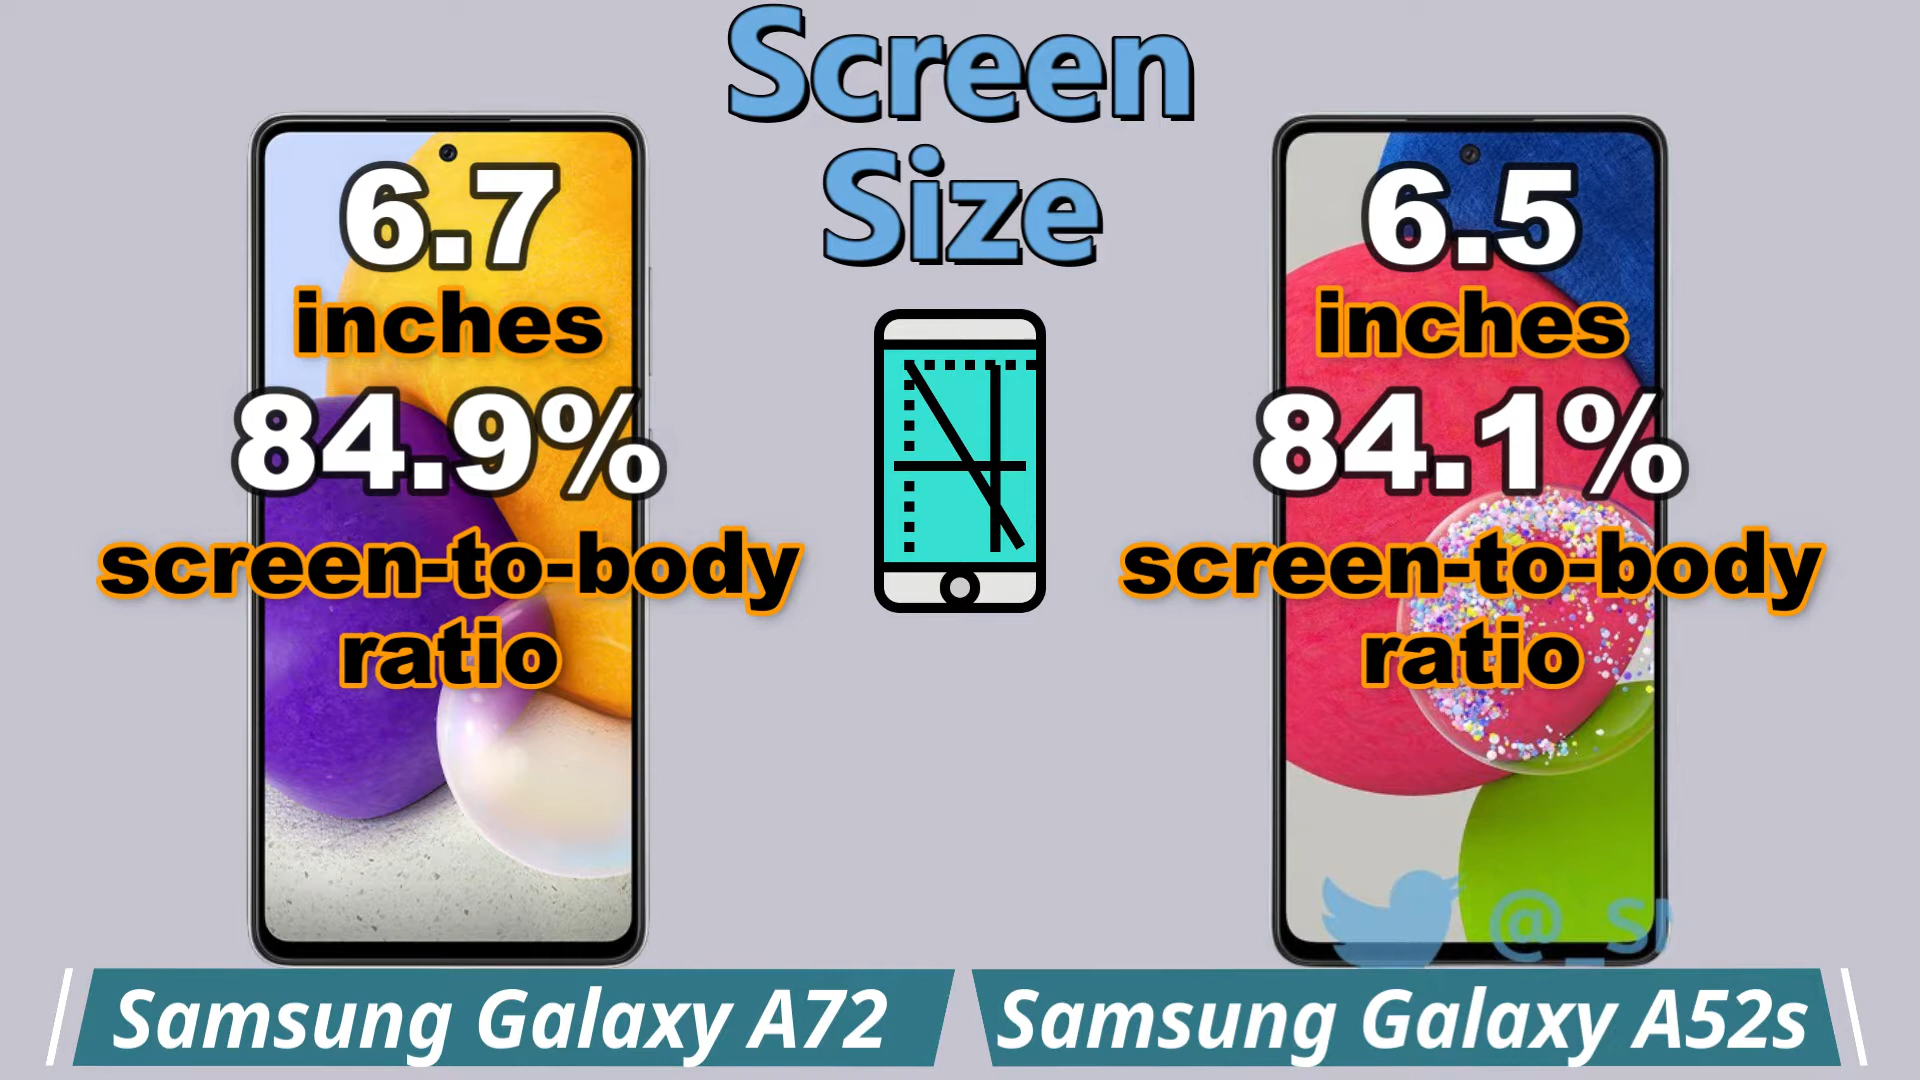 Screen
Size
6.7
inches
84.9%
screen-to-body
ratio
6.5
inches
84.1%
screen-to-body
ratio
Samsung Galaxy A72
Samsung Galaxy A52s